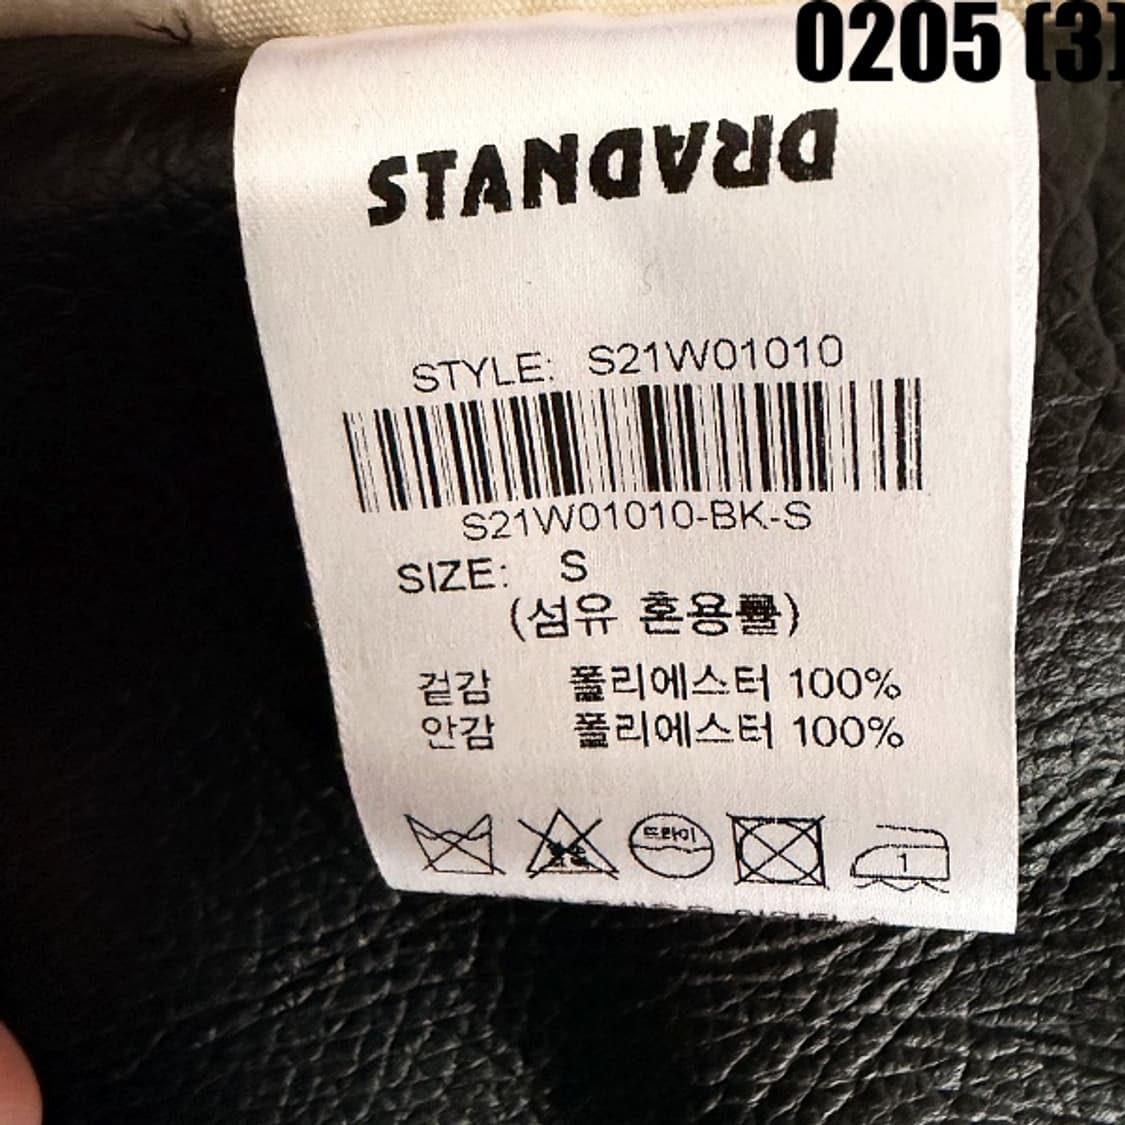 0205 (3)
STANDARD
STYLE: S21W01010
S21W01010-BK-S
SIZE: S
(섬유 혼용률)
겉감 폴리에스터 100%
안감 폴리에스터 100%
드라이
1